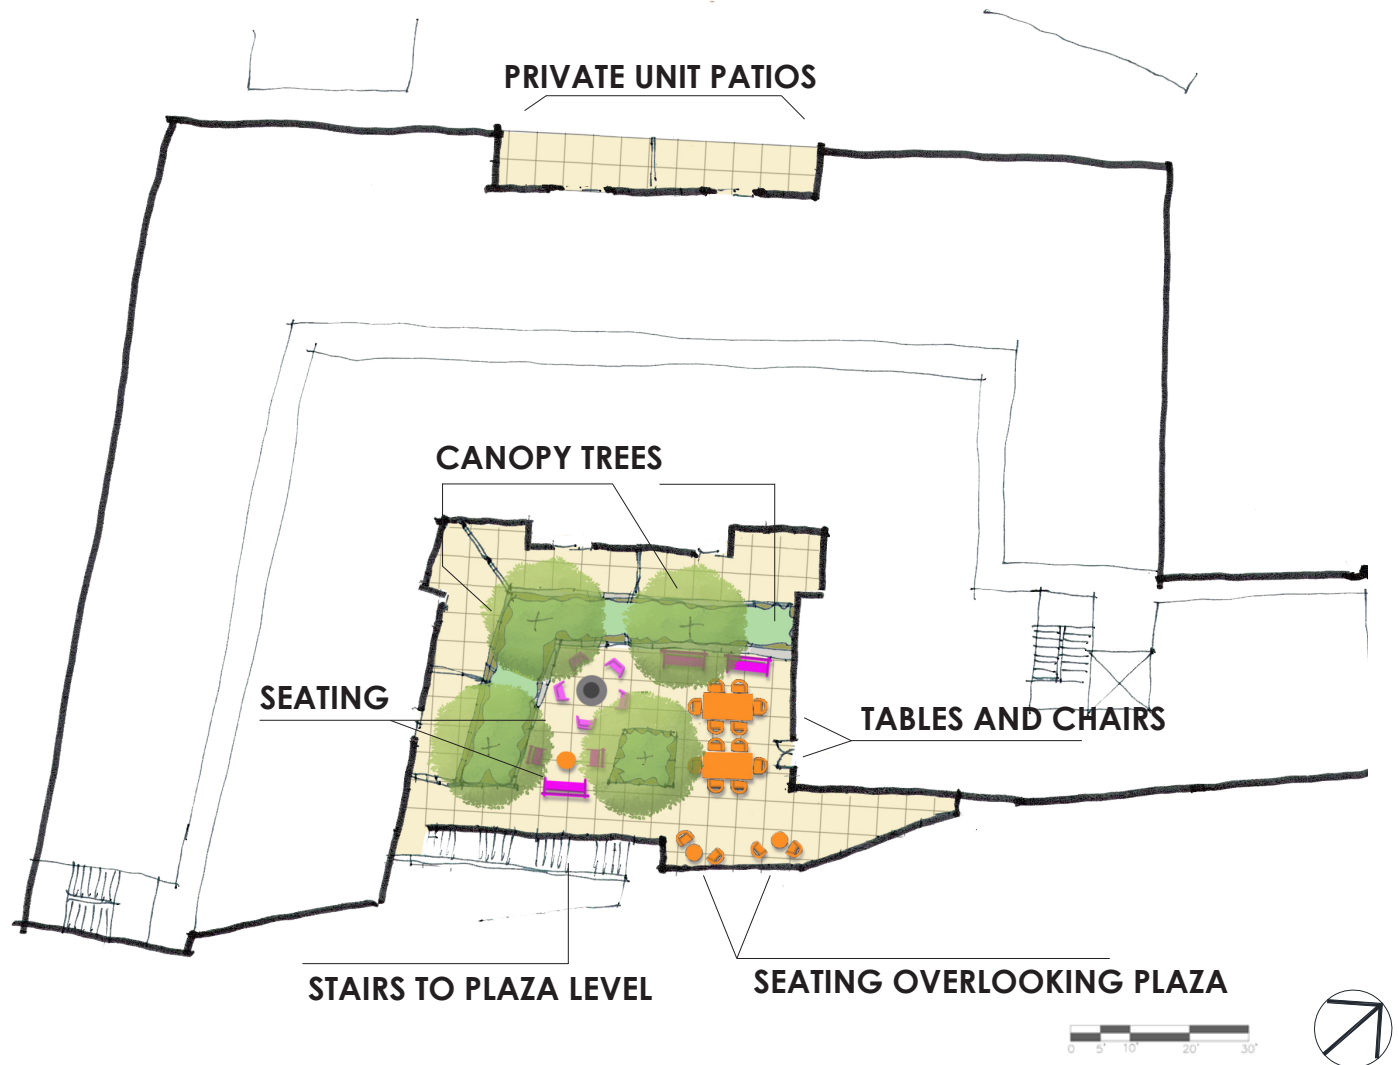 PRIVATE UNIT PATIOS
CANOPY TREES
SEATING
TABLES AND CHAIRS
STAIRS TO PLAZA LEVEL
SEATING OVERLOOKING PLAZA
0 5' 10' 20' 30'